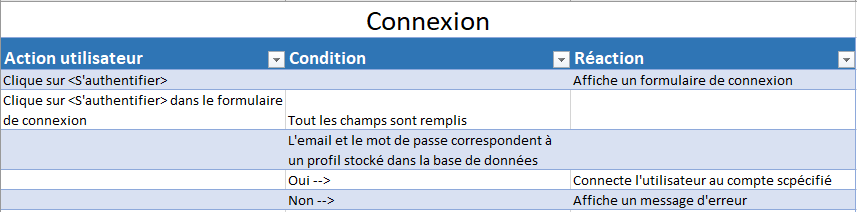 Connexion
Action utilisateur Condition Réaction
Clique sur <S'authentifier> Affiche un formulaire de connexion
Clique sur <S'authentifier> dans le formulaire
de connexion Tout les champs sont remplis
L'email et le mot de passe correspondent à
un profil stocké dans la base de données
Oui --> Connecte l'utilisateur au compte scpécifié
Non --> Affiche un message d'erreur